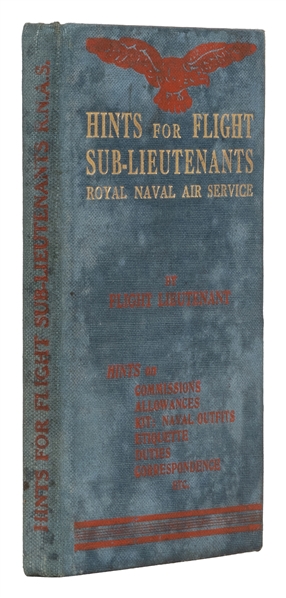 HINTS FOR FLIGHT
SUB-LIEUTENANTS
ROYAL NAVAL AIR SERVICE
BY
FLIGHT LIEUTENANT
HINTS on
COMMISSIONS
ALLOWANCES
KIT, NAVAL OUTFITS
ETIQUETTE
DUTIES
CORRESPONDENCE
ETC.
HINTS FOR FLIGHT SUB-LIEUTENANTS R.N.A.S.